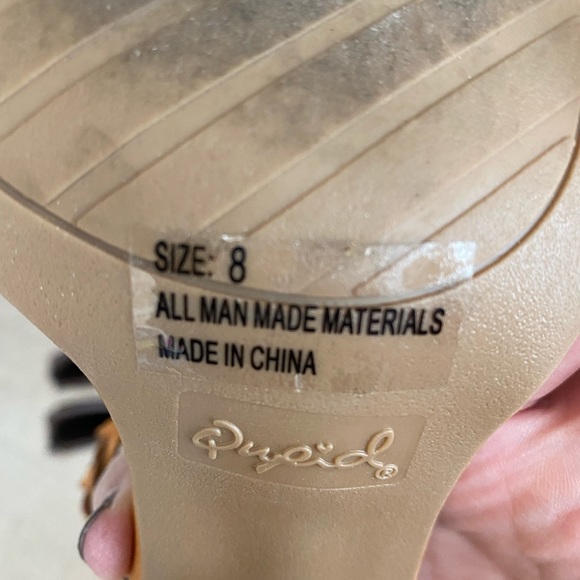 SIZE: 8
ALL MAN MADE MATERIALS
MADE IN CHINA
Qupid®